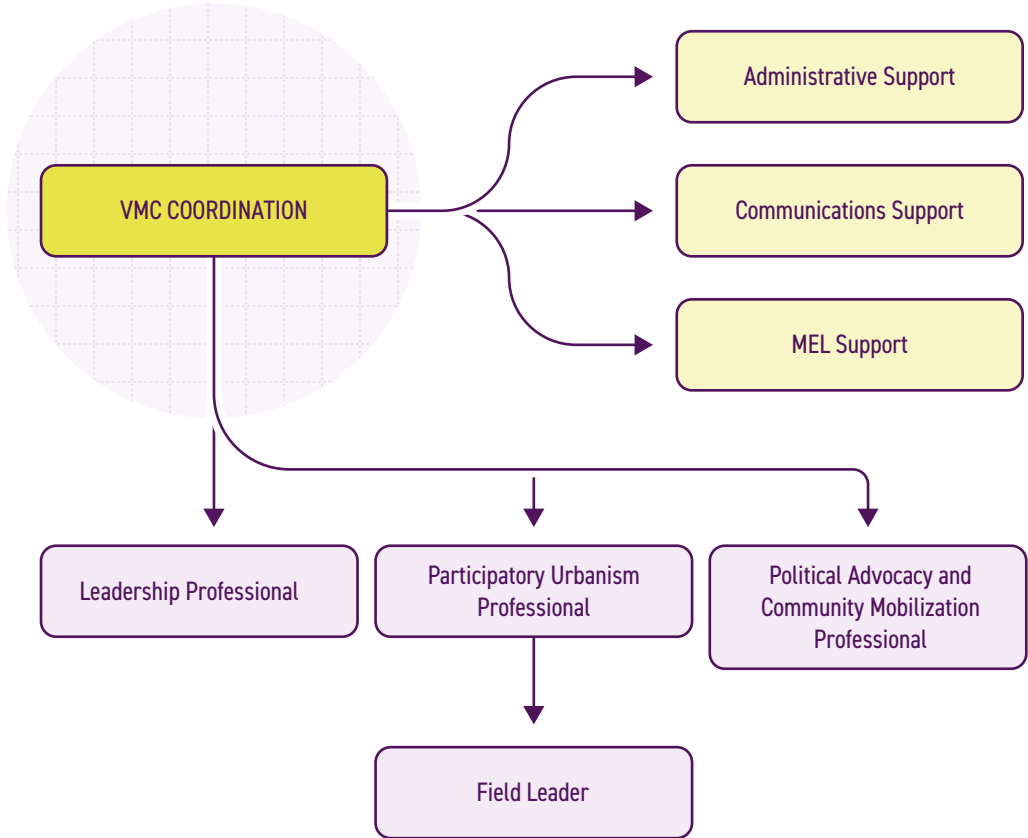 Administrative Support
VMC COORDINATION
Communications Support
MEL Support
Leadership Professional
Participatory Urbanism
Professional
Political Advocacy and
Community Mobilization
Professional
Field Leader